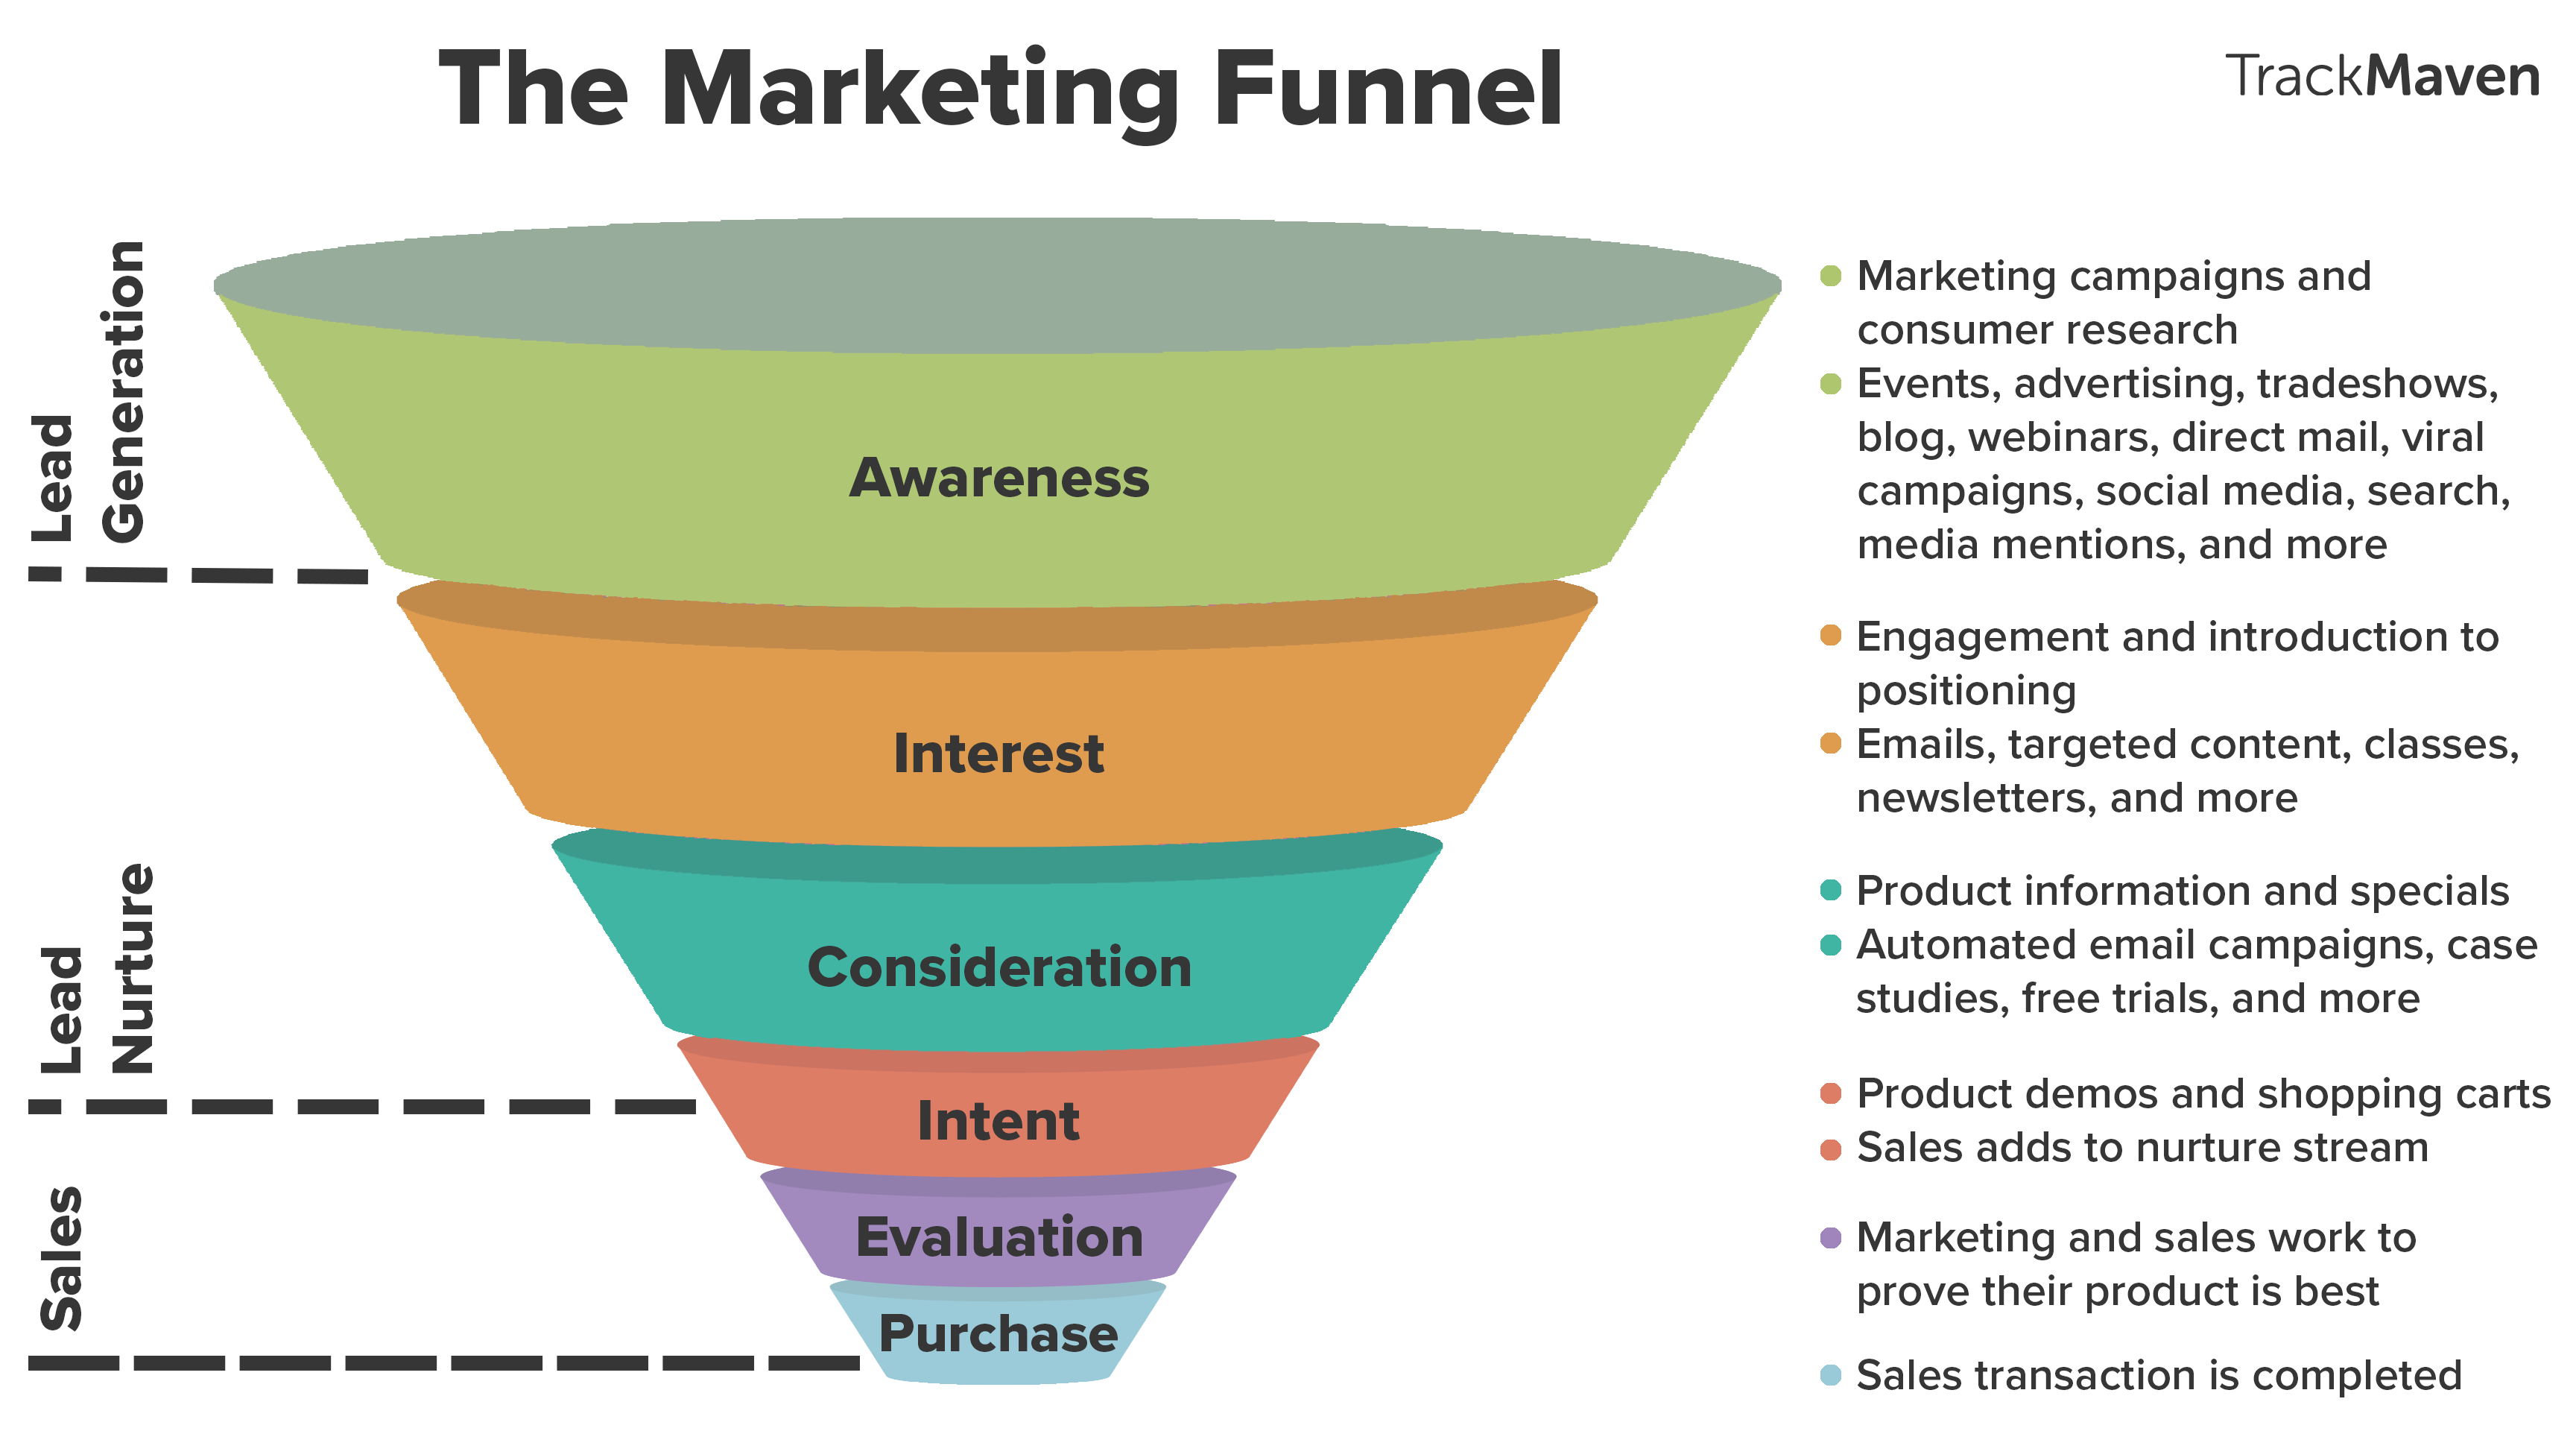 The Marketing Funnel
TrackMaven
Lead
Generation
Awareness
Marketing campaigns and
consumer research
Events, advertising, tradeshows,
blog, webinars, direct mail, viral
campaigns, social media, search,
media mentions, and more
Interest
Engagement and introduction to
positioning
Emails, targeted content, classes,
newsletters, and more
Lead
Nurture
Consideration
Product information and specials
Automated email campaigns, case
studies, free trials, and more
Intent
Product demos and shopping carts
Sales adds to nurture stream
Sales
Evaluation
Marketing and sales work to
prove their product is best
Purchase
Sales transaction is completed